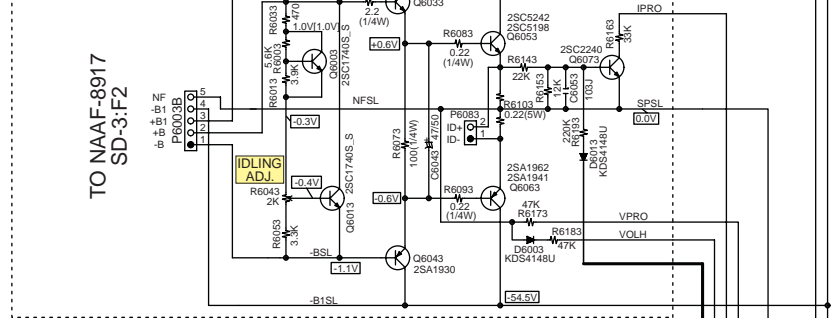 Q6033
2.2
(1/4W)
R6033
470
1.0V[1.0V]
5.6K
R6003
R6013
3.9K
Q6003
2SC1740S_S
+0.6V
R6083
0.22
(1/4W)
2SC5242
2SC5198
Q6053
IPRO
R6163
33K
2SC2240
Q6073
R6143
22K
R6153
12K
C6053
103J
TO NAAF-8917
SD-3:F2
P6003B
NF 5
-B1 4
+B1 3
+B 2
-B 1
NFSL
-0.3V
R6103
0.22(5W)
SPSL
0.0V
P6083
ID+ 2
ID- 1
R6073
100(1/4W)
C6043
47/50
220K
R6193
D6013
KDS4148U
IDLING
ADJ.
R6043
2K
-0.4V
2SC1740S_S
Q6013
R6053
3.3K
-0.6V
R6093
0.22
(1/4W)
2SA1962
2SA1941
Q6063
47K
R6173
VPRO
R6183
47K
VOLH
D6003
KDS4148U
-BSL
-1.1V
Q6043
2SA1930
-B1SL
-54.5V